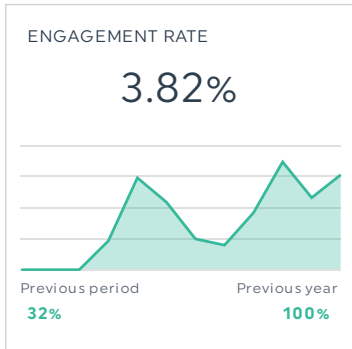 ENGAGEMENT RATE
3.82%
Previous period Previous year
32% 100%